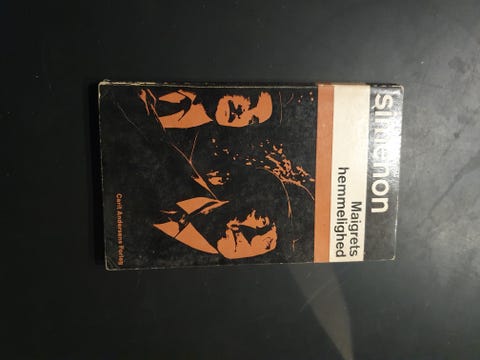 Simenon
Maigrets
hemmelighed
Carit Andersens Forlag